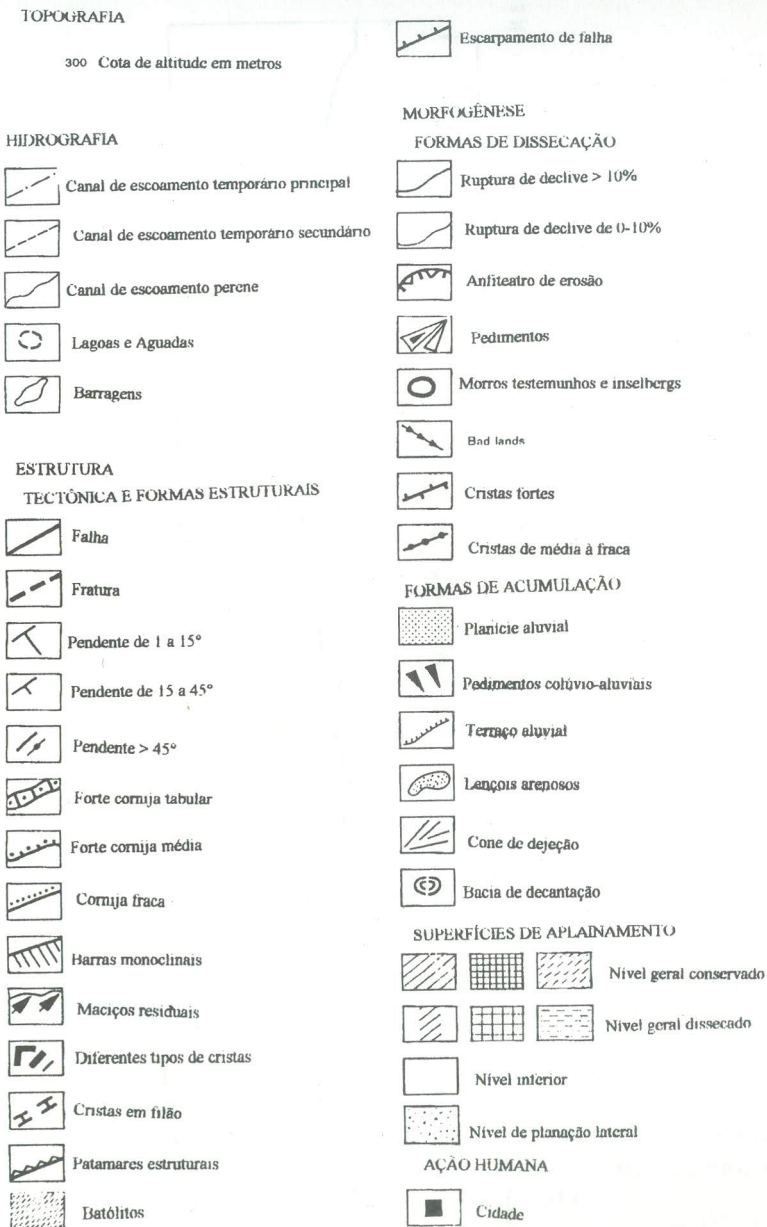 TOPOGRAFIA
300 Cota de altitude em metros
HIDROGRAFIA
Canal de escoamento temporário principal
Canal de escoamento temporário secundário
Canal de escoamento perene
Lagoas e Aguadas
Barragens
ESTRUTURA
TECTÔNICA E FORMAS ESTRUTURAIS
Falha
Fratura
Pendente de 1 a 15°
Pendente de 15 a 45°
Pendente > 45°
Forte cornija tabular
Forte cornija média
Cornija fraca
Barras monoclinais
Maciços residuais
Diferentes tipos de cristas
Cristas em filão
Patamares estruturais
Batólitos
Escarpamento de falha
MORFOGÊNESE
FORMAS DE DISSECAÇÃO
Ruptura de declive > 10%
Ruptura de declive de 0-10%
Anfiteatro de erosão
Pedimentos
Morros testemunhos e inselbergs
Bad lands
Cristas fortes
Cristas de média à fraca
FORMAS DE ACUMULAÇÃO
Planície aluvial
Pedimentos colúvio-aluviais
Terraço aluvial
Lençois arenosos
Cone de dejeção
Bacia de decantação
SUPERFÍCIES DE APLAINAMENTO
Nível geral conservado
Nível geral dissecado
Nível inferior
Nível de planação lateral
AÇÃO HUMANA
Cidade